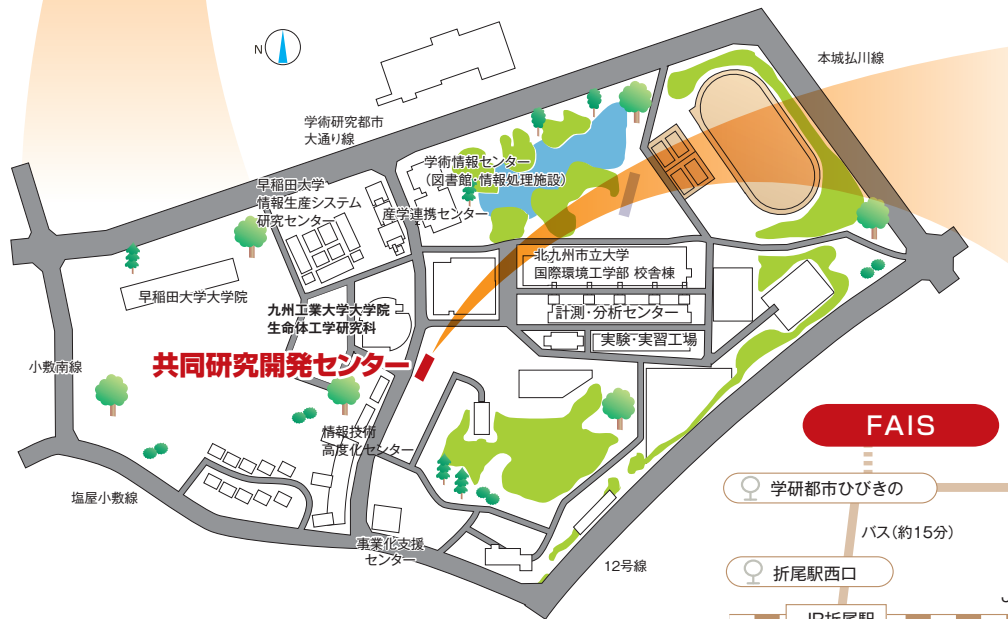 N
本城払川線
学術研究都市
大通り線
学術情報センター
(図書館・情報処理施設)
早稲田大学
情報生産システム
研究センター
産学連携センター
北九州市立大学
国際環境工学部 校舎棟
早稲田大学大学院
九州工業大学大学院
生命体工学研究科
計測・分析センター
実験・実習工場
共同研究開発センター
小敷南線
情報技術
高度化センター
塩屋小敷線
事業化支援
センター
12号線
FAIS
学研都市ひびきの
バス(約15分)
折尾駅西口
JR折尾駅